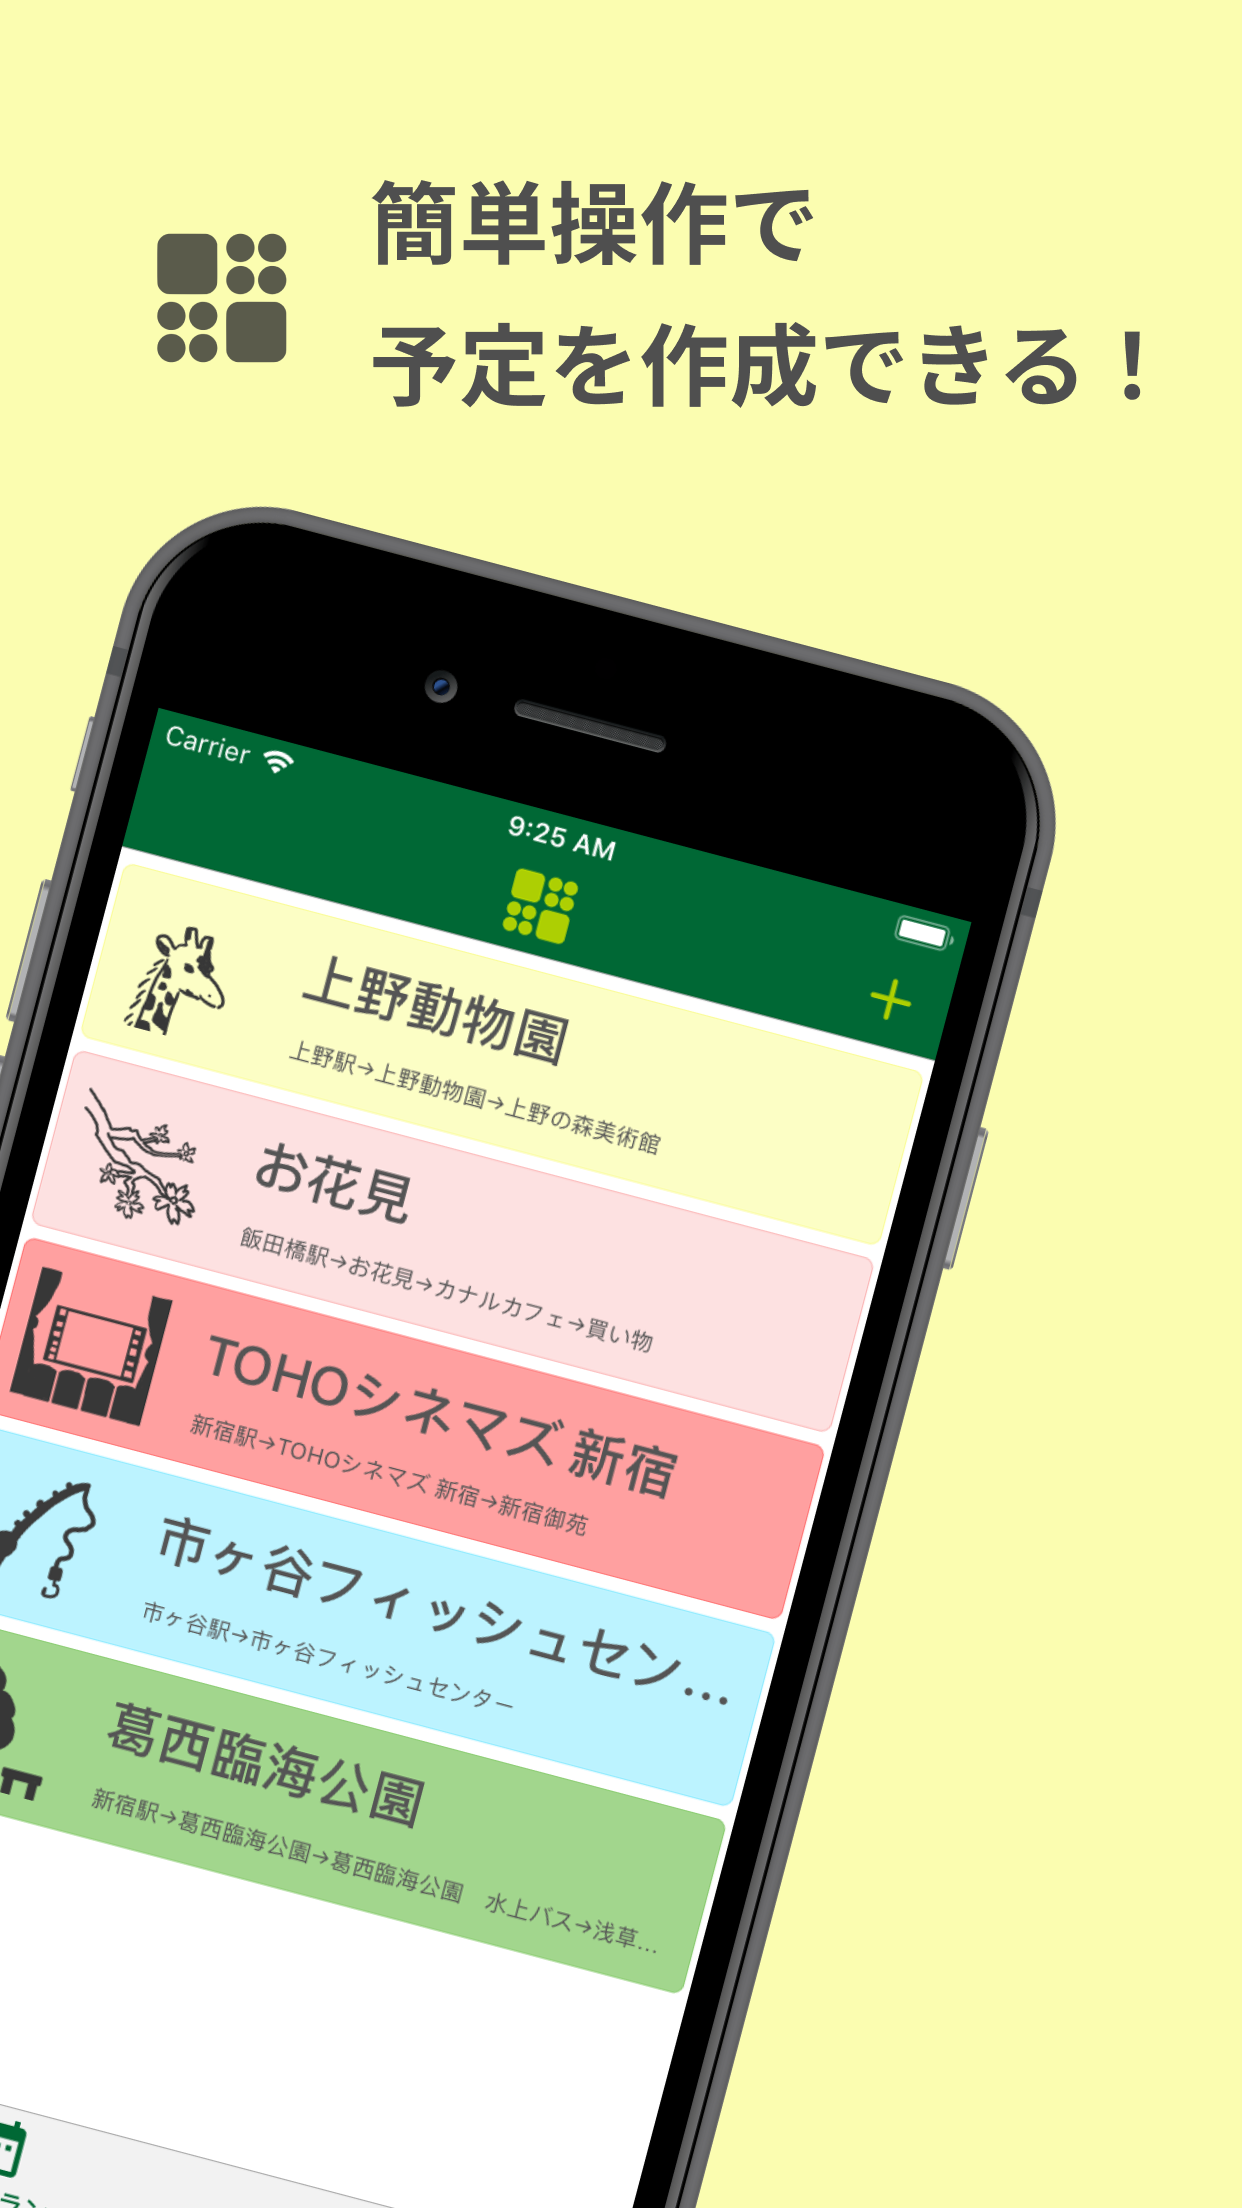 簡単操作で
予定を作成できる！
Carrier
9:25 AM
上野動物園
上野駅→上野動物園→上野の森美術館
お花見
飯田橋駅→お花見→カナルカフェ→買い物
TOHOシネマズ 新宿
新宿駅→TOHOシネマズ 新宿→新宿御苑
市ヶ谷フィッシュセン...
市ヶ谷駅→市ヶ谷フィッシュセンター
葛西臨海公園
新宿駅→葛西臨海公園→葛西臨海公園　水上バス→浅草...